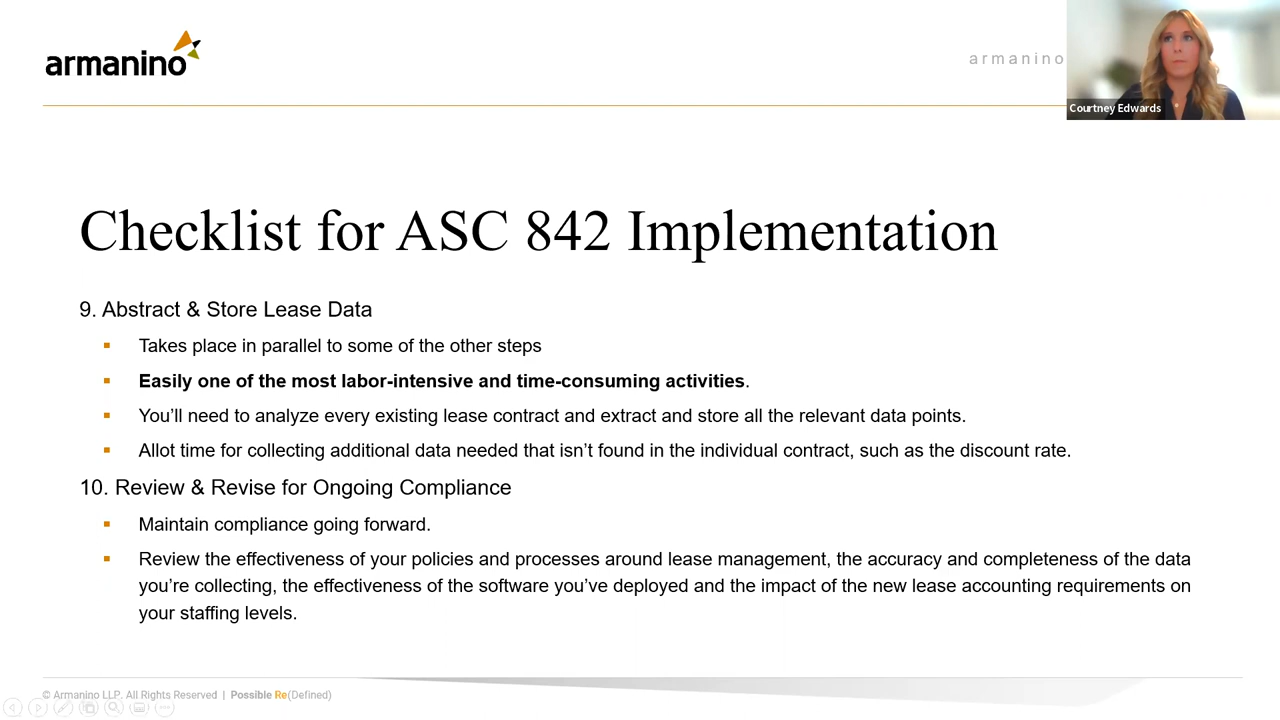 armanino
armanino
Courtney Edwards
Checklist for ASC 842 Implementation
9. Abstract & Store Lease Data
Takes place in parallel to some of the other steps
Easily one of the most labor-intensive and time-consuming activities.
You’ll need to analyze every existing lease contract and extract and store all the relevant data points.
Allot time for collecting additional data needed that isn’t found in the individual contract, such as the discount rate.
10. Review & Revise for Ongoing Compliance
Maintain compliance going forward.
Review the effectiveness of your policies and processes around lease management, the accuracy and completeness of the data
you’re collecting, the effectiveness of the software you’ve deployed and the impact of the new lease accounting requirements on
your staffing levels.
© Armanino LLP. All Rights Reserved | Possible Re(Defined)